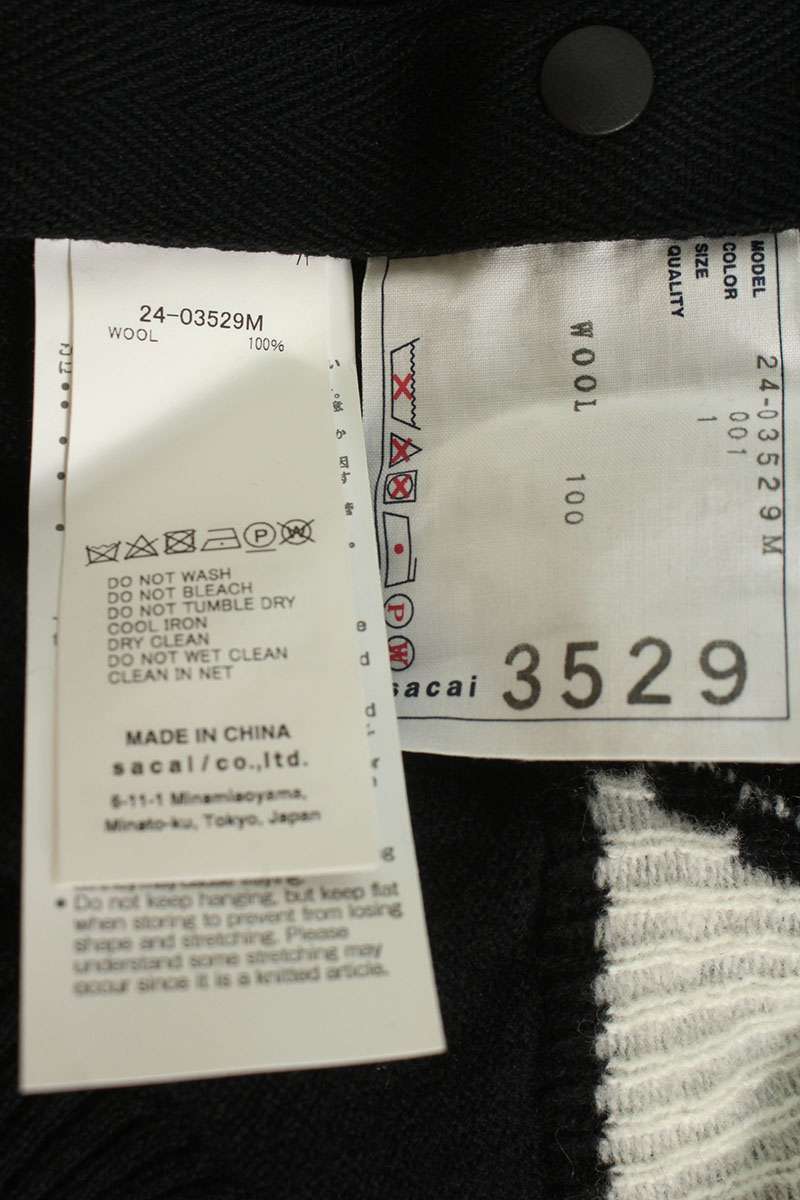 24-03529M
WOOL 100%
DO NOT WASH
DO NOT BLEACH
DO NOT TUMBLE DRY
COOL IRON
DRY CLEAN
DO NOT WET CLEAN
CLEAN IN NET
MADE IN CHINA
sacai/co.,ltd.
6-11-1 Minamiaoyama,
Minato-ku, Tokyo, Japan
• Do not keep hanging, but keep flat
when storing to prevent from losing
shape and stretching. Please
understand some stretching may
occur since it is a knitted article.
MODEL 24-03529M
COLOR 001
SIZE 1
QUALITY
WOOL 100
P
W
sacai 3529